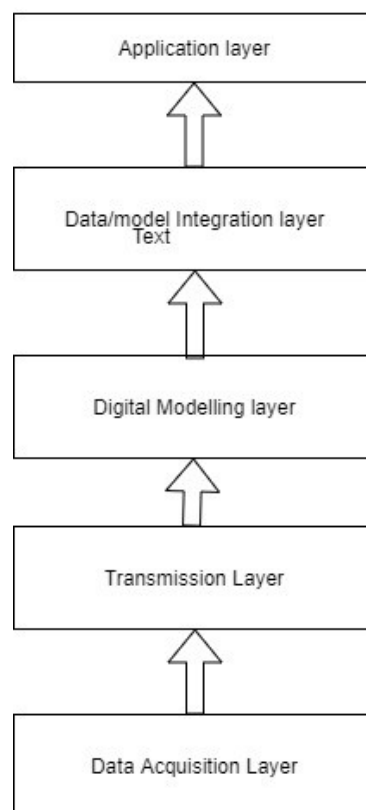 Application layer
Data/model Integration layer
Text
Digital Modelling layer
Transmission Layer
Data Acquisition Layer